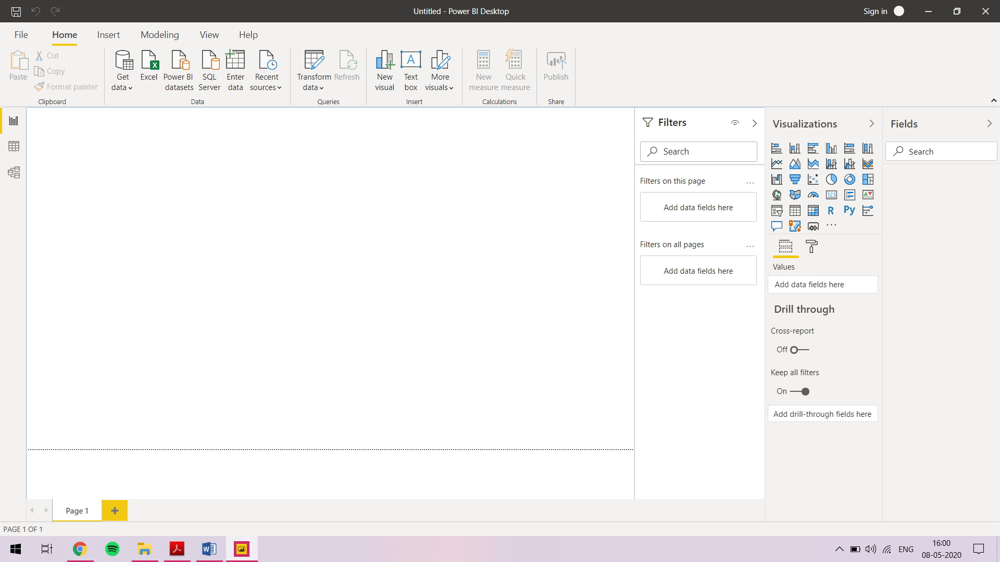 Untitled - Power BI Desktop
Sign in
File Home Insert Modeling View Help
Paste
Cut
Copy
Format painter
Clipboard
Get data
Excel
Power BI datasets
SQL Server
Enter data
Recent sources
Data
Transform data
Refresh
Queries
New visual
A
Text box
More visuals
Insert
New measure
Quick measure
Calculations
Publish
Share
Filters
Search
Filters on this page
...
Add data fields here
Filters on all pages
...
Add data fields here
Visualizations
123
R
Py
...
Values
Add data fields here
Drill through
Cross-report
Off
Keep all filters
On
Add drill-through fields here
Fields
Search
Page 1
PAGE 1 OF 1
ENG
16:00
08-05-2020